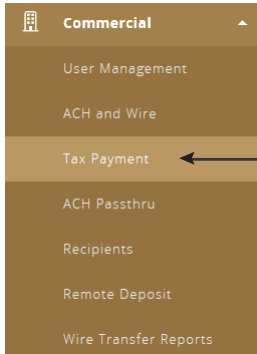 Commercial
User Management
ACH and Wire
Tax Payment
ACH Passthru
Recipients
Remote Deposit
Wire Transfer Reports